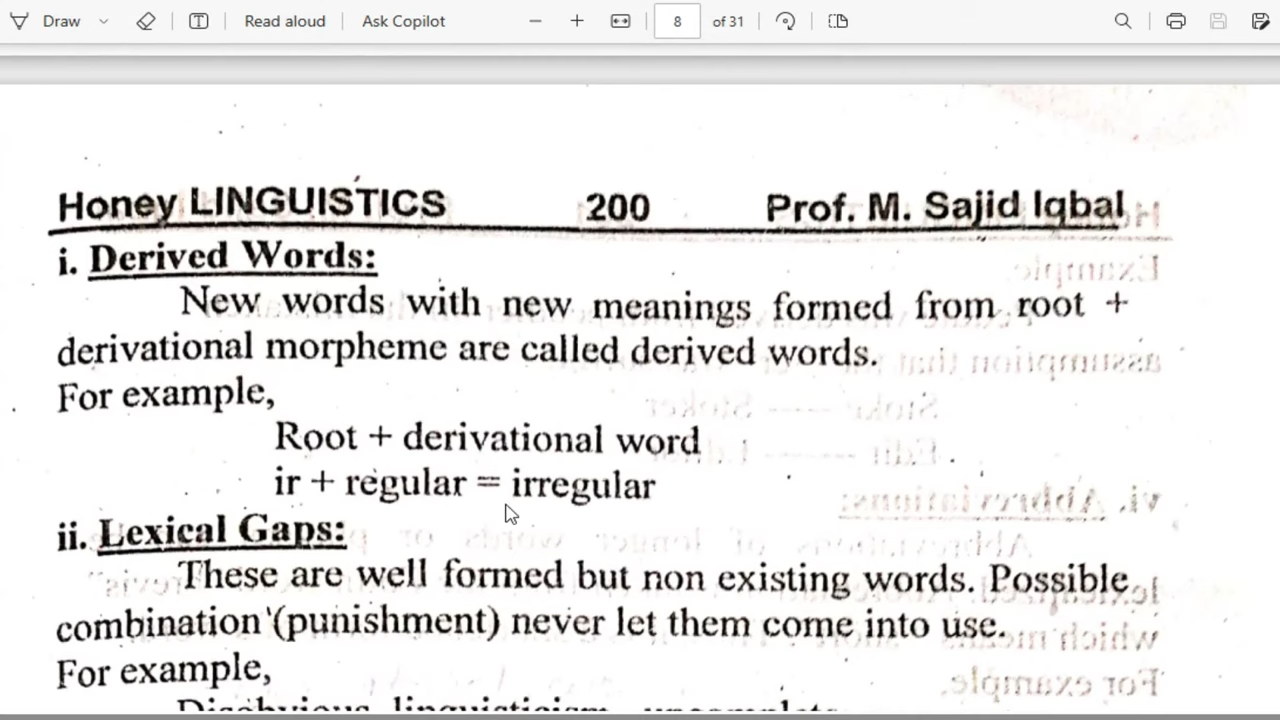 Draw
Read aloud
Ask Copilot
8
of 31
Honey LINGUISTICS 200 Prof. M. Sajid Iqbal
i. Derived Words:
New words with new meanings formed from root +
derivational morpheme are called derived words.
For example,
Root + derivational word
ir + regular = irregular
ii. Lexical Gaps:
These are well formed but non existing words. Possible
combination '(punishment) never let them come into use.
For example,